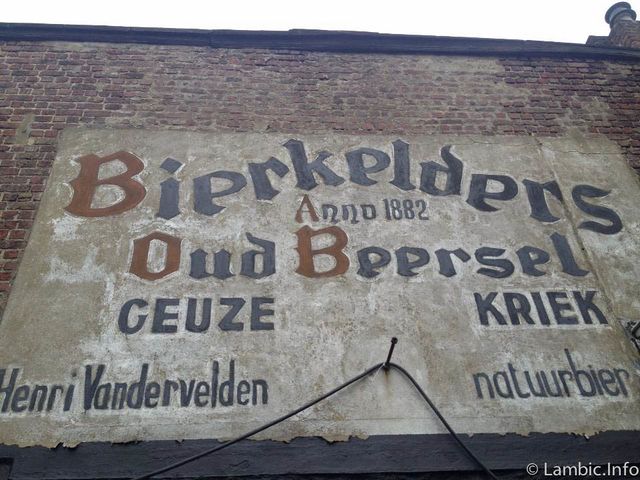 Bierkelders
Anno 1882
Oud Beersel
GEUZE KRIEK
Henri Vandervelden natuurbier
© Lambic.Info